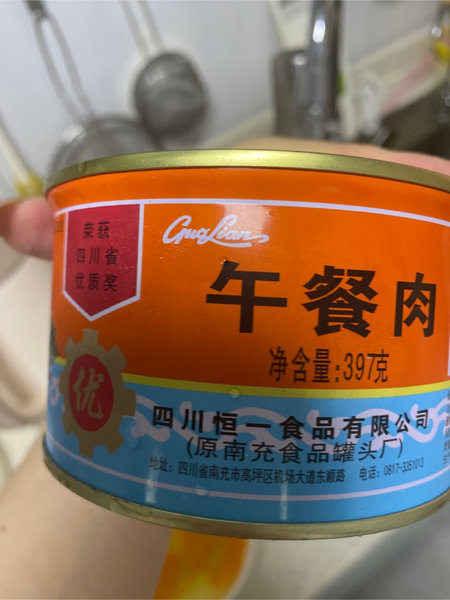 荣获
四川省
优质奖
GuaLian
午餐肉
净含量:397克
优
四川恒一食品有限公司
(原南充食品罐头厂)
地址:四川省南充市高坪区机场大道东顺路 电话:0817-3351013